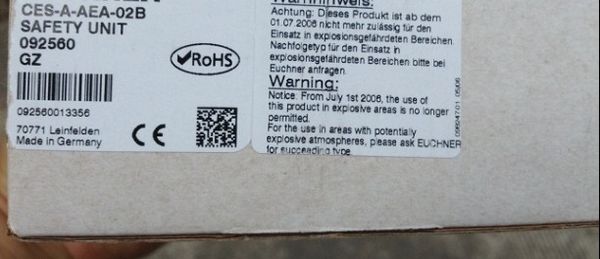 CES-A-AEA-02B
SAFETY UNIT
092560
GZ
RoHS
092560013356
70771 Leinfelden
Made in Germany
CE
Warnhinweis:
Achtung: Dieses Produkt ist ab dem
01.07.2006 nicht mehr zulässig für den
Einsatz in explosionsgefährdeten Bereichen.
Nachfolgetyp für den Einsatz in
explosionsgefährdeten Bereichen bitte bei
Euchner anfragen.
Warning:
Notice: From July 1st 2006, the use of
this product in explosive areas is no longer
permitted.
For the use in areas with potentially
explosive atmospheres, please ask EUCHNER
for succeeding type.